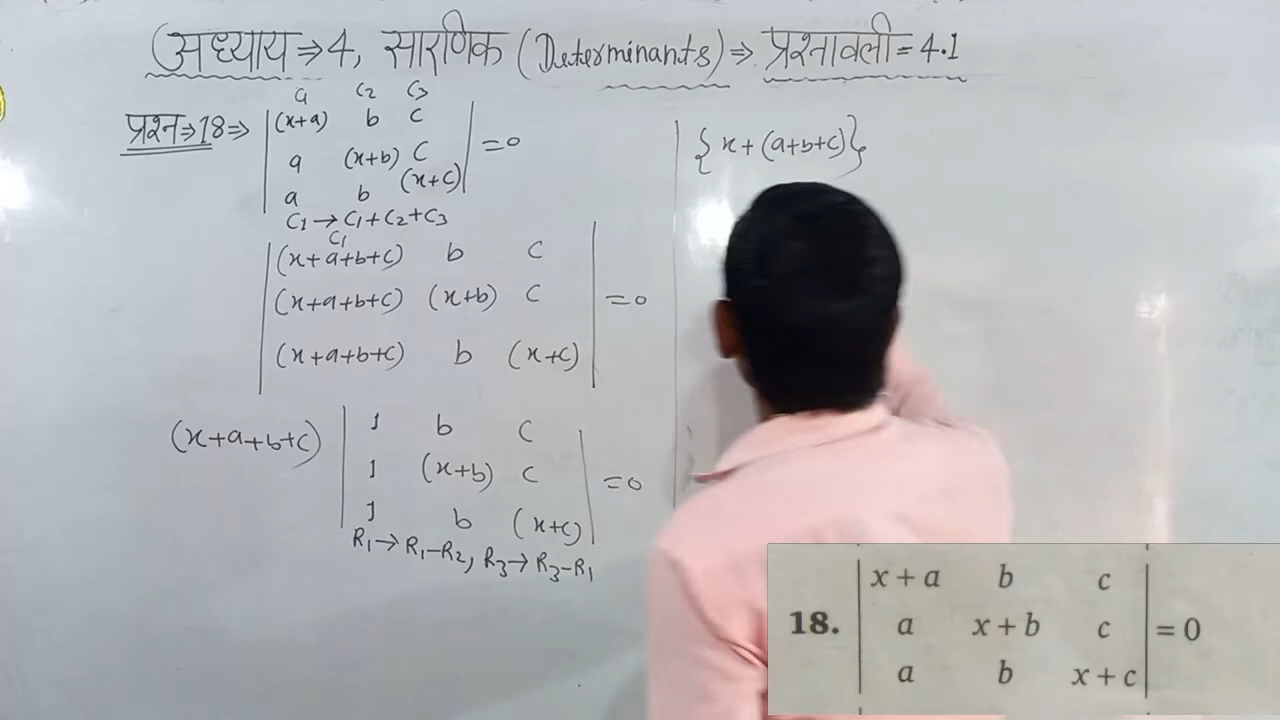 (अध्याय⇒4, सारणिक (Determinants)⇒ प्रश्नावली=4.1
C₂ C₃
प्रश्न⇒18⇒ | (x+a) b c |
| a (x+b) c | =0
| a b (x+c) |
C₁→C₁+C₂+C₃
C₁
| (x+a+b+c) b c |
| (x+a+b+c) (x+b) c | =0
| (x+a+b+c) b (x+c) |
(x+a+b+c) | 1 b c |
| 1 (x+b) c | =0
| 1 b (x+c) |
R₁→R₁-R₂, R₃→R₃-R₁
{x+(a+b+c)}
| x + a b c |
18. | a x + b c | = 0
| a b x + c |